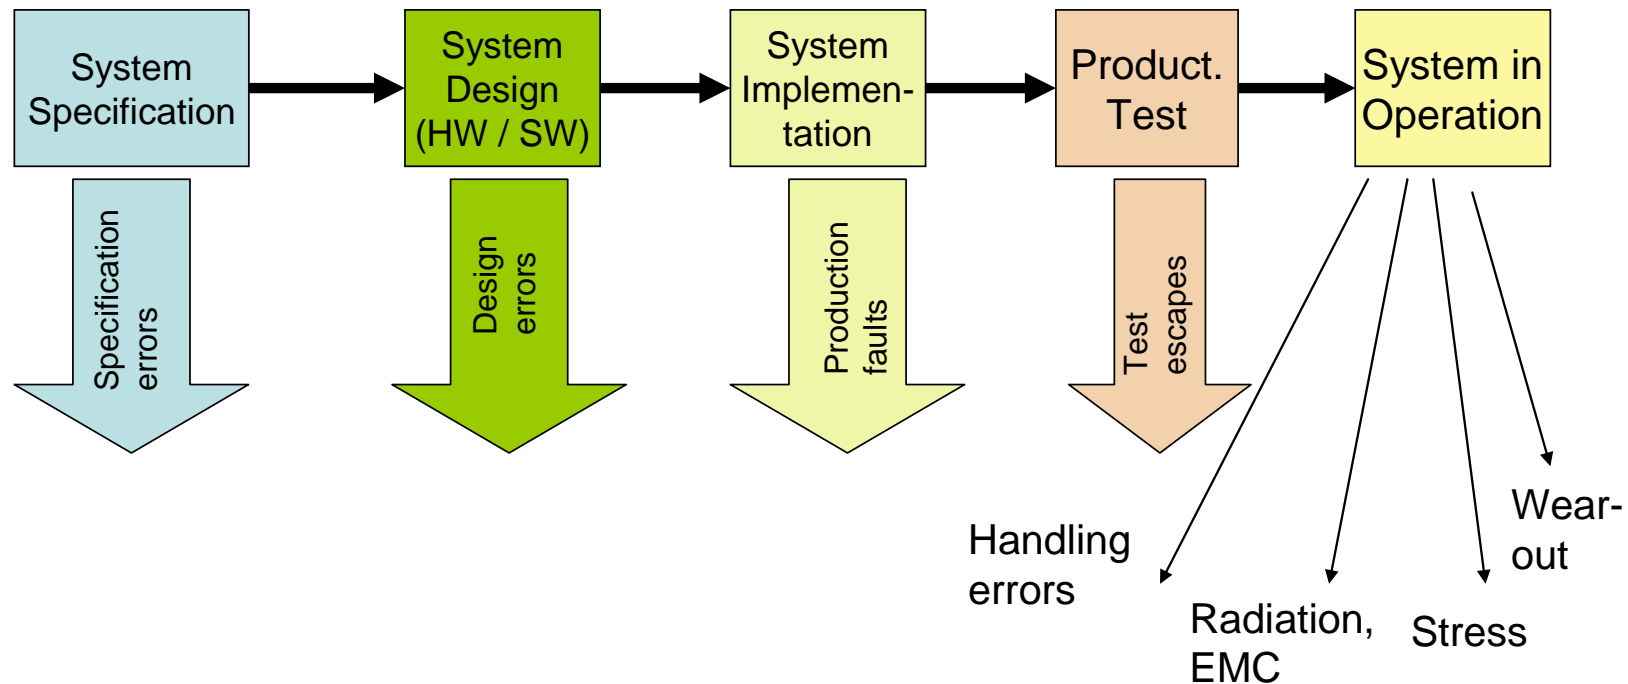 System
Specification
System
Design
(HW / SW)
System
Implemen-
tation
Product.
Test
System in
Operation
Specification
errors
Design
errors
Production
faults
Test
escapes
Handling
errors
Radiation,
EMC
Stress
Wear-
out